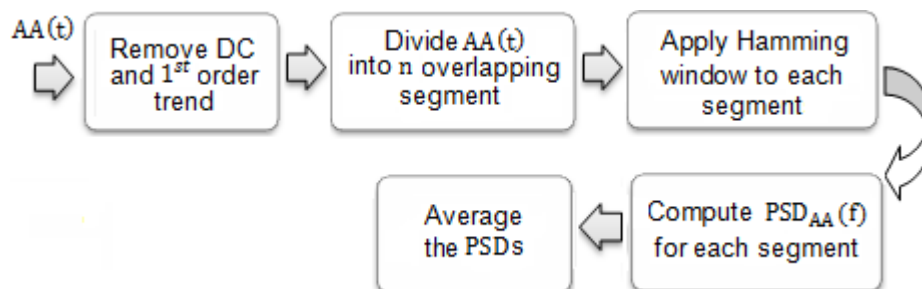 AA(t)
Remove DC
and 1st order
trend
Divide AA(t)
into n overlapping
segment
Apply Hamming
window to each
segment
Average
the PSDs
Compute PSDAA(f)
for each segment